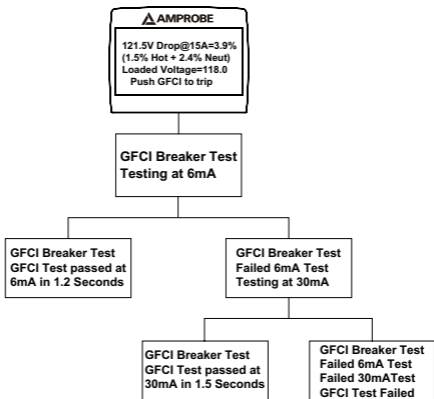 AMPROBE
121.5V Drop@15A=3.9%
(1.5% Hot + 2.4% Neut)
Loaded Voltage=118.0
Push GFCI to trip
GFCI Breaker Test
Testing at 6mA
GFCI Breaker Test
GFCI Test passed at
6mA in 1.2 Seconds
GFCI Breaker Test
Failed 6mA Test
Testing at 30mA
GFCI Breaker Test
GFCI Test passed at
30mA in 1.5 Seconds
GFCI Breaker Test
Failed 6mA Test
Failed 30mATest
GFCI Test Failed